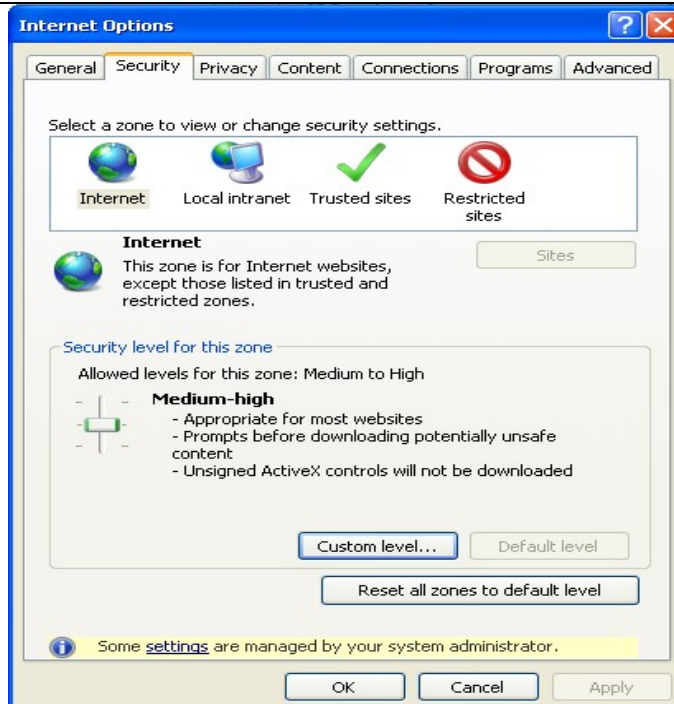 Internet Options
General Security Privacy Content Connections Programs Advanced
Select a zone to view or change security settings.
Internet Local intranet Trusted sites Restricted
sites
Internet
Sites
This zone is for Internet websites,
except those listed in trusted and
restricted zones.
Security level for this zone
Allowed levels for this zone: Medium to High
Medium-high
- Appropriate for most websites
- Prompts before downloading potentially unsafe
content
- Unsigned ActiveX controls will not be downloaded
Custom level... Default level
Reset all zones to default level
Some settings are managed by your system administrator.
OK Cancel Apply